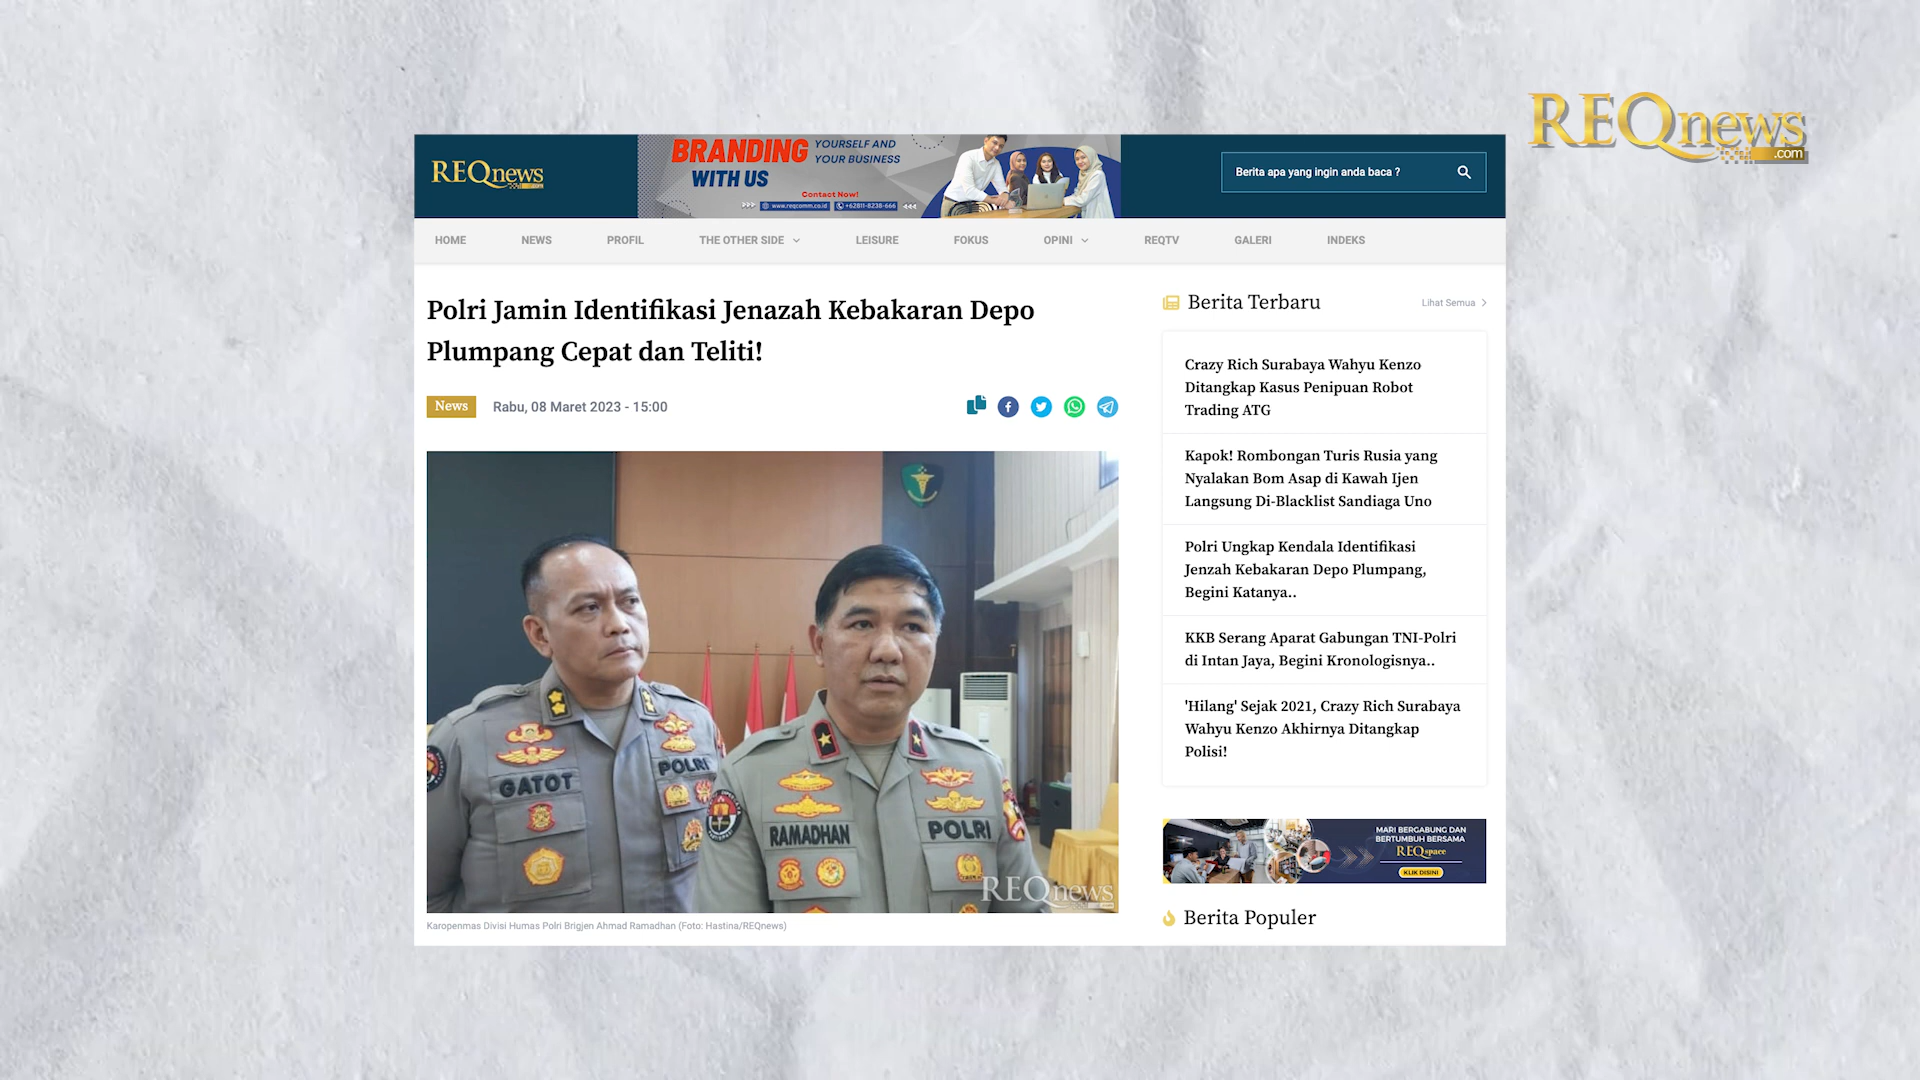 REQnews
.com
REQnews
BRANDING
WITH US
YOURSELF AND
YOUR BUSINESS
Contact Now!
www.reqcomm.co.id
+62811-8238-666
Berita apa yang ingin anda baca ?
HOME NEWS PROFIL THE OTHER SIDE LEISURE FOKUS OPINI REQTV GALERI INDEKS
Polri Jamin Identifikasi Jenazah Kebakaran Depo
Plumpang Cepat dan Teliti!
News Rabu, 08 Maret 2023 - 15:00
GATOT
POLRI
RAMADHAN
POLRI
REQnews
Karopenmas Divisi Humas Polri Brigjen Ahmad Ramadhan (Foto: Hastina/REQnews)
Berita Terbaru
Lihat Semua
Crazy Rich Surabaya Wahyu Kenzo
Ditangkap Kasus Penipuan Robot
Trading ATG
Kapok! Rombongan Turis Rusia yang
Nyalakan Bom Asap di Kawah Ijen
Langsung Di-Blacklist Sandiaga Uno
Polri Ungkap Kendala Identifikasi
Jenzah Kebakaran Depo Plumpang,
Begini Katanya..
KKB Serang Aparat Gabungan TNI-Polri
di Intan Jaya, Begini Kronologisnya..
'Hilang' Sejak 2021, Crazy Rich Surabaya
Wahyu Kenzo Akhirnya Ditangkap
Polisi!
MARI BERGABUNG DAN
BERTUMBUH BERSAMA
REQspace
KLIK DISINI
Berita Populer